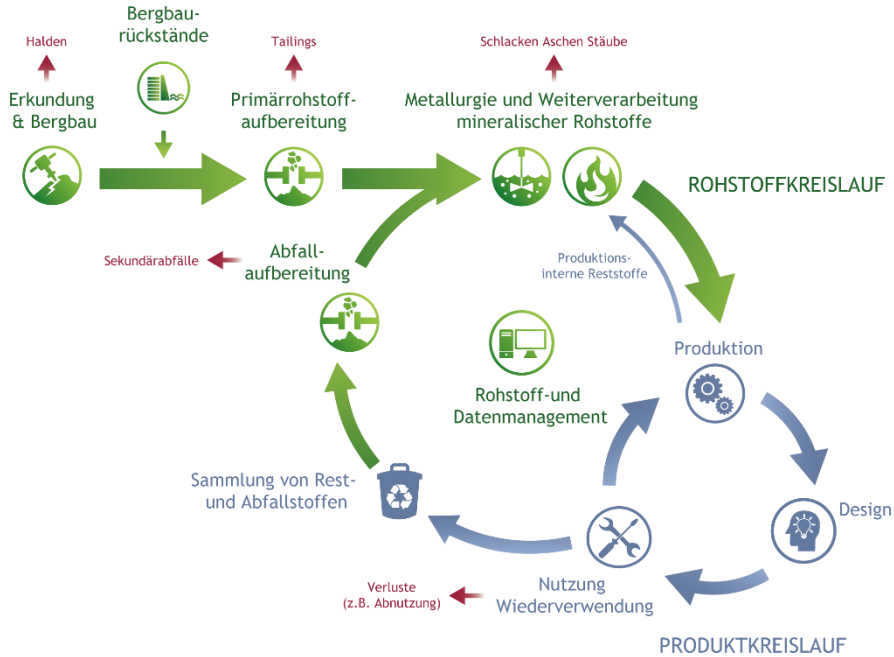 Bergbau-
rückstände
Halden
Tailings
Schlacken Aschen Stäube
Erkundung
& Bergbau
Primärrohstoff-
aufbereitung
Metallurgie und Weiterverarbeitung
mineralischer Rohstoffe
ROHSTOFFKREISLAUF
Sekundärabfälle
Abfall-
aufbereitung
Produktions-
interne Reststoffe
Produktion
Rohstoff-und
Datenmanagement
Sammlung von Rest-
und Abfallstoffen
Design
Nutzung
Wiederverwendung
Verluste
(z.B. Abnutzung)
PRODUKTKREISLAUF